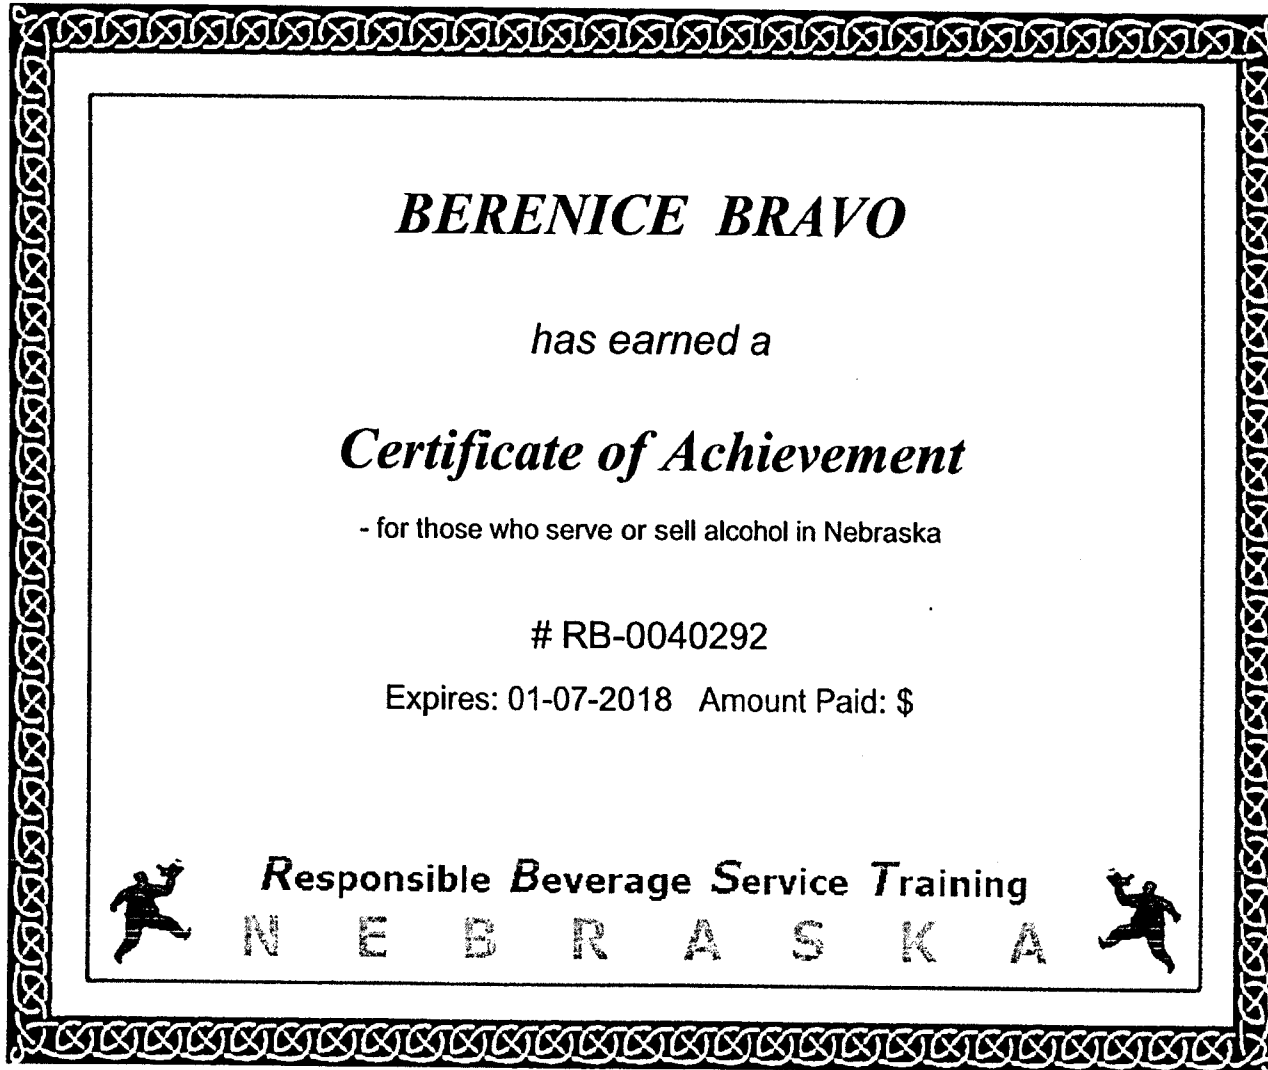 BERENICE BRAVO
has earned a
Certificate of Achievement
- for those who serve or sell alcohol in Nebraska
# RB-0040292
Expires: 01-07-2018 Amount Paid: $
Responsible Beverage Service Training
N E B R A S K A